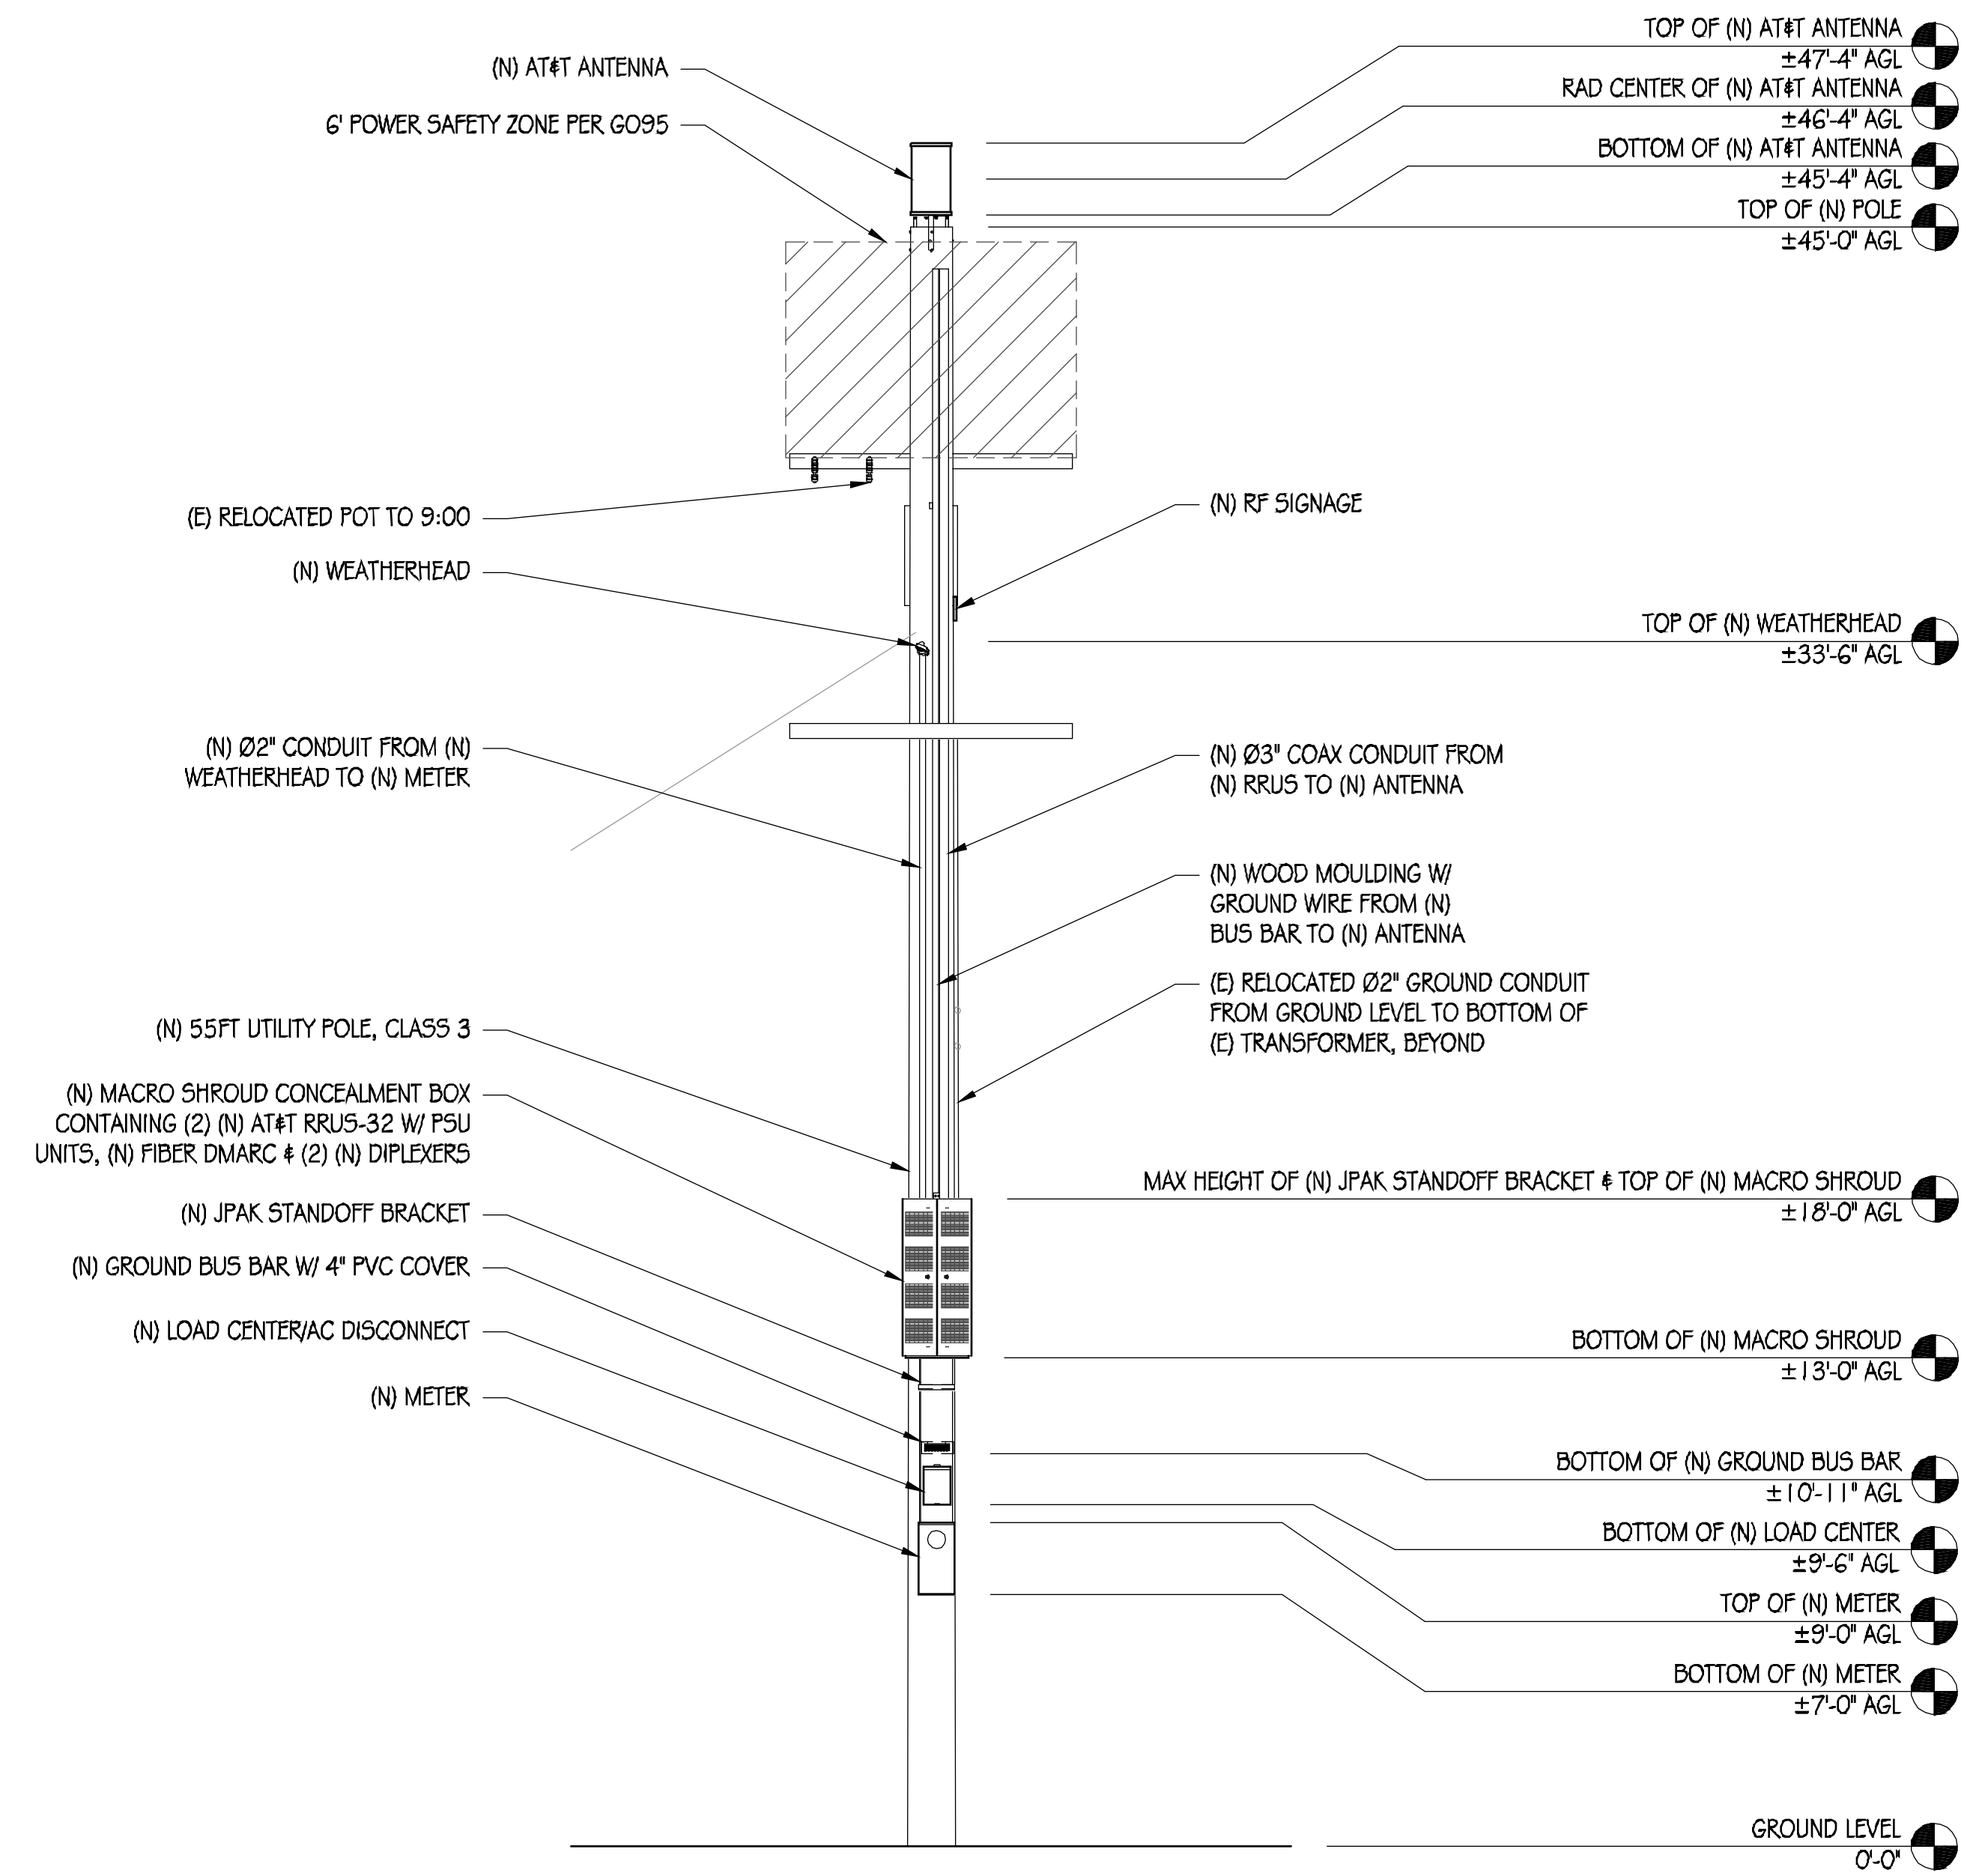 (N) AT&T ANTENNA
6' POWER SAFETY ZONE PER GO95
(E) RELOCATED POT TO 9:00
(N) WEATHERHEAD
(N) Ø2" CONDUIT FROM (N)
WEATHERHEAD TO (N) METER
(N) 55FT UTILITY POLE, CLASS 3
(N) MACRO SHROUD CONCEALMENT BOX
CONTAINING (2) (N) AT&T RRUS-32 W/ PSU
UNITS, (N) FIBER DMARC & (2) (N) DIPLEXERS
(N) JPAK STANDOFF BRACKET
(N) GROUND BUS BAR W/ 4" PVC COVER
(N) LOAD CENTER/AC DISCONNECT
(N) METER
(N) RF SIGNAGE
(N) Ø3" COAX CONDUIT FROM
(N) RRUS TO (N) ANTENNA
(N) WOOD MOULDING W/
GROUND WIRE FROM (N)
BUS BAR TO (N) ANTENNA
(E) RELOCATED Ø2" GROUND CONDUIT
FROM GROUND LEVEL TO BOTTOM OF
(E) TRANSFORMER, BEYOND
TOP OF (N) AT&T ANTENNA
±47'-4" AGL
RAD CENTER OF (N) AT&T ANTENNA
±46'-4" AGL
BOTTOM OF (N) AT&T ANTENNA
±45'-4" AGL
TOP OF (N) POLE
±45'-0" AGL
TOP OF (N) WEATHERHEAD
±33'-6" AGL
MAX HEIGHT OF (N) JPAK STANDOFF BRACKET & TOP OF (N) MACRO SHROUD
±18'-0" AGL
BOTTOM OF (N) MACRO SHROUD
±13'-0" AGL
BOTTOM OF (N) GROUND BUS BAR
±10'-11" AGL
BOTTOM OF (N) LOAD CENTER
±9'-6" AGL
TOP OF (N) METER
±9'-0" AGL
BOTTOM OF (N) METER
±7'-0" AGL
GROUND LEVEL
0'-0"